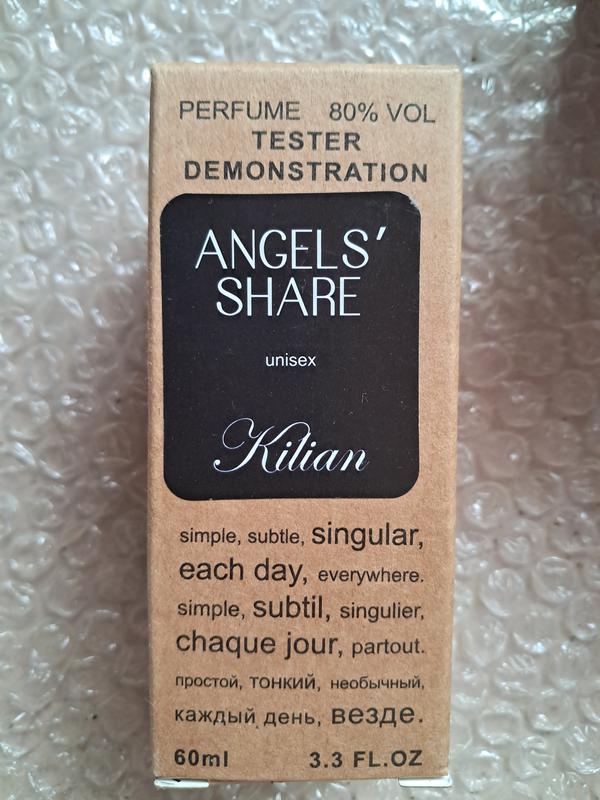 PERFUME 80% VOL
TESTER
DEMONSTRATION
ANGELS'
SHARE
unisex
Kilian
simple, subtle, singular,
each day, everywhere.
simple, subtil, singulier,
chaque jour, partout.
простой, тонкий, необычный,
каждый день, везде.
60ml 3.3 FL.OZ